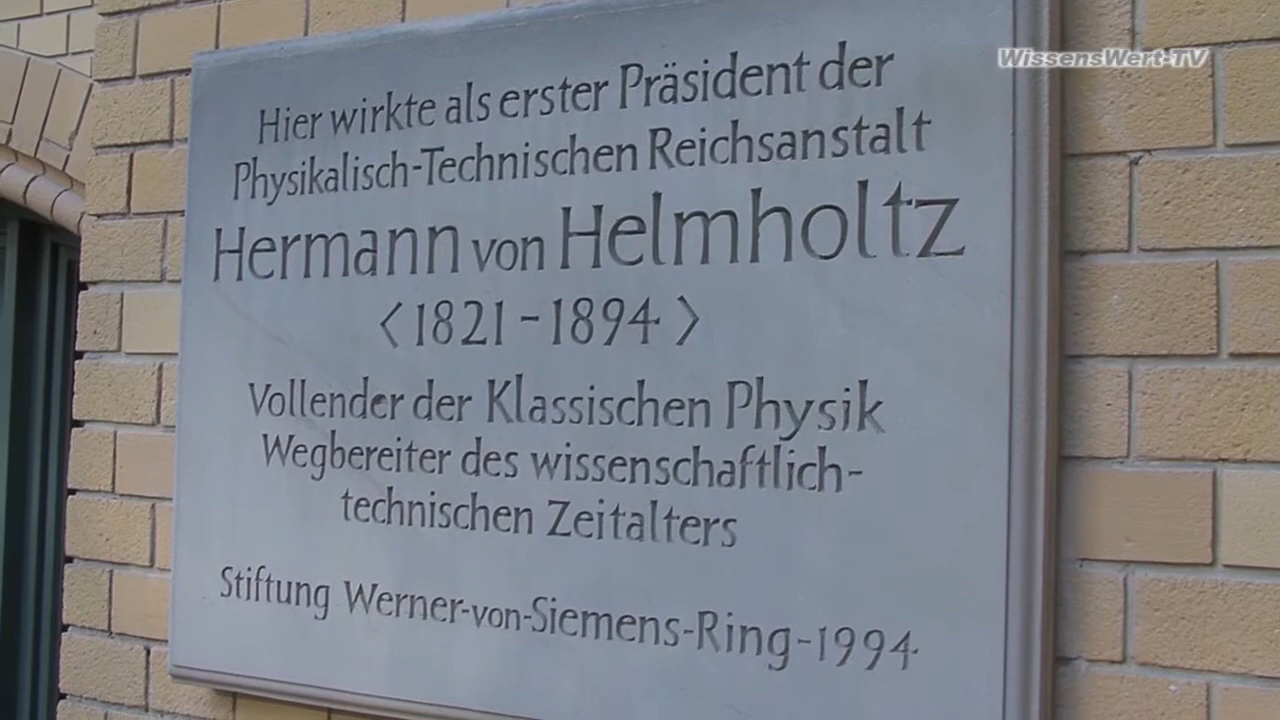 WissensWert-TV
Hier wirkte als erster Präsident der
Physikalisch-Technischen Reichsanstalt
Hermann von Helmholtz
<1821-1894>
Vollender der Klassischen Physik
Wegbereiter des wissenschaftlich-
technischen Zeitalters
Stiftung Werner-von-Siemens-Ring-1994